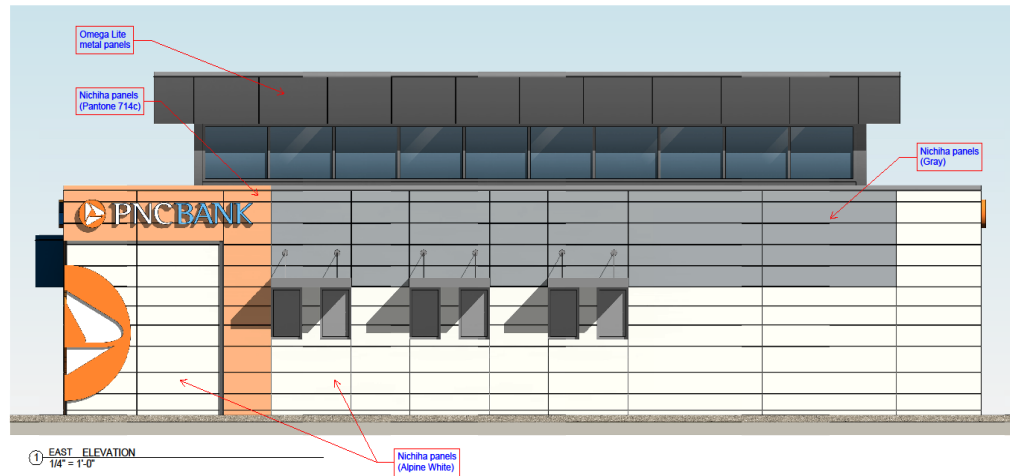 Omega Lite
metal panels
Nichiha panels
(Pantone 714c)
Nichiha panels
(Gray)
PNCBANK
Nichiha panels
(Alpine White)
1 EAST ELEVATION
1/4" = 1'-0"